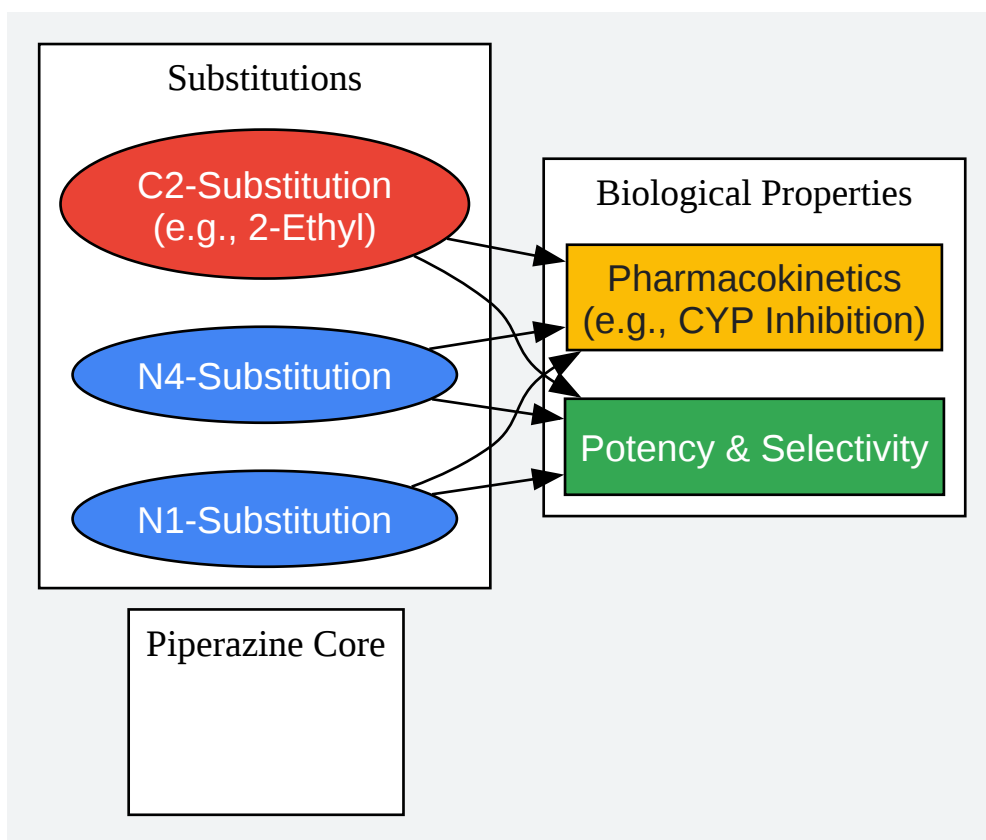 Substitutions
C2-Substitution
(e.g., 2-Ethyl)
N4-Substitution
N1-Substitution
Biological Properties
Pharmacokinetics
(e.g., CYP Inhibition)
Potency & Selectivity
Piperazine Core